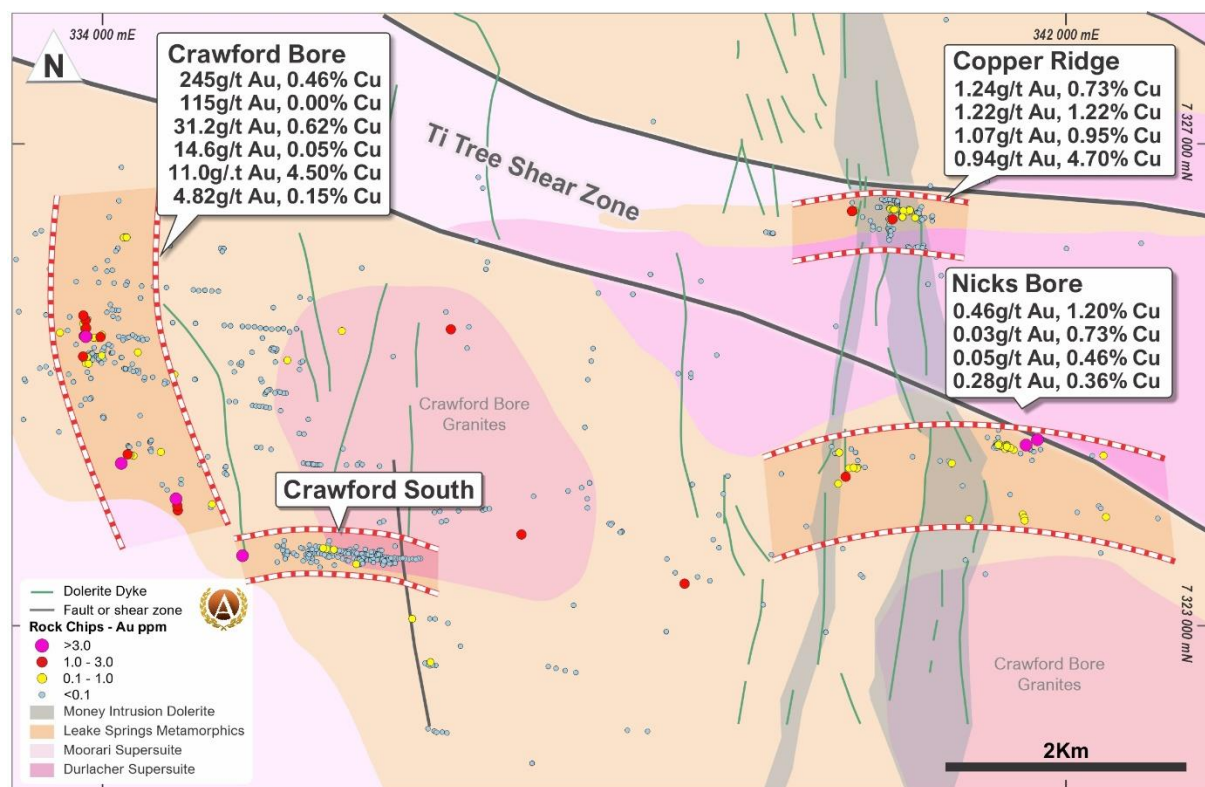 334 000 mE
342 000 mE
N
Crawford Bore
245g/t Au, 0.46% Cu
115g/t Au, 0.00% Cu
31.2g/t Au, 0.62% Cu
14.6g/t Au, 0.05% Cu
11.0g/.t Au, 4.50% Cu
4.82g/t Au, 0.15% Cu
Copper Ridge
1.24g/t Au, 0.73% Cu
1.22g/t Au, 1.22% Cu
1.07g/t Au, 0.95% Cu
0.94g/t Au, 4.70% Cu
7 327 000 mN
Ti Tree Shear Zone
Nicks Bore
0.46g/t Au, 1.20% Cu
0.03g/t Au, 0.73% Cu
0.05g/t Au, 0.46% Cu
0.28g/t Au, 0.36% Cu
Crawford Bore
Granites
Crawford South
7 323 000 mN
Crawford Bore
Granites
Dolerite Dyke
Fault or shear zone
Rock Chips - Au ppm
>3.0
1.0 - 3.0
0.1 - 1.0
<0.1
Money Intrusion Dolerite
Leake Springs Metamorphics
Moorari Supersuite
Durlacher Supersuite
A
2Km